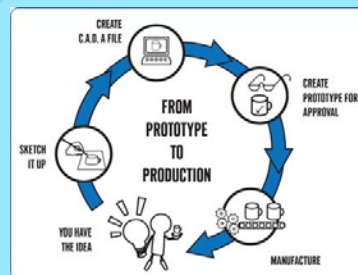 CREATE
C.A.D. A FILE
FROM
PROTOTYPE
TO
PRODUCTION
CREATE
PROTOTYPE FOR
APPROVAL
SKETCH
IT UP
YOU HAVE
THE IDEA
MANUFACTURE